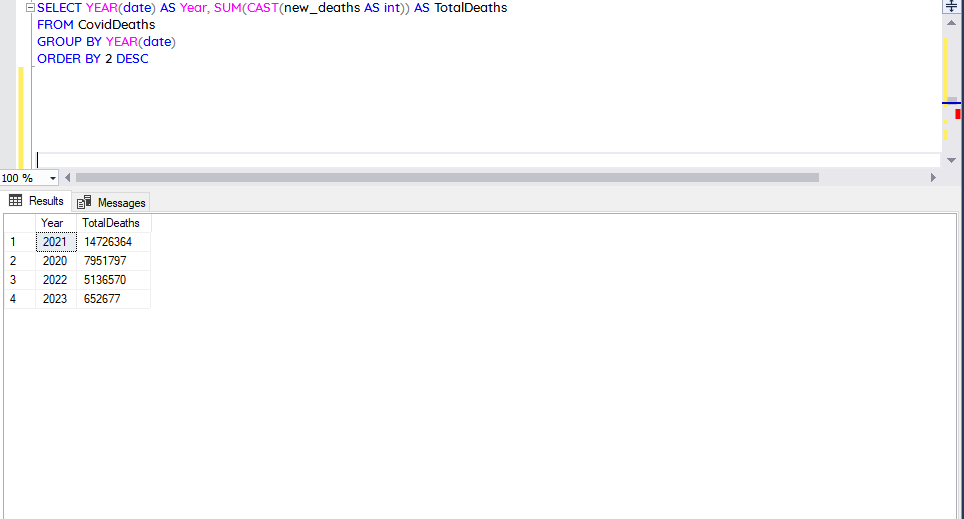 SELECT YEAR(date) AS Year, SUM(CAST(new_deaths AS int)) AS TotalDeaths
FROM CovidDeaths
GROUP BY YEAR(date)
ORDER BY 2 DESC
100 %
Results Messages
Year TotalDeaths
1 2021 14726364
2 2020 7951797
3 2022 5136570
4 2023 652677